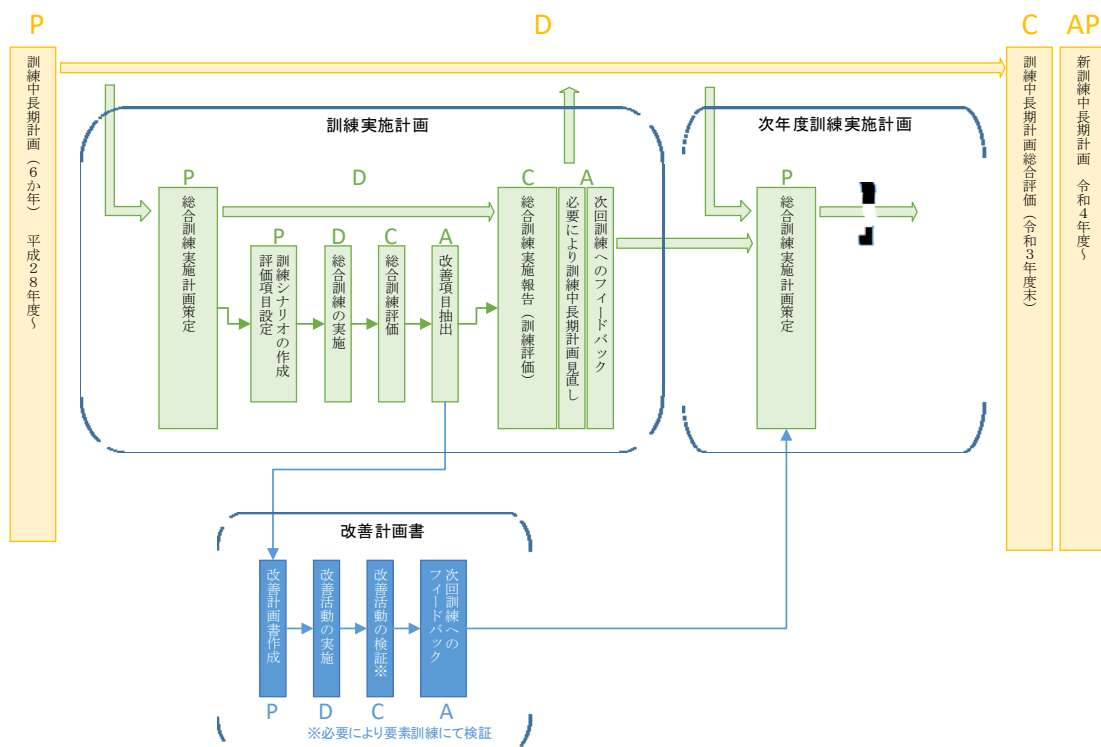 P
D
C
AP
訓練中長期計画(6か年) 平成28年度~
訓練中長期計画総合評価(令和3年度末)
新訓練中長期計画 令和4年度~
訓練実施計画
P
D
C
A
総合訓練実施計画策定
P
D
C
A
訓練シナリオの作成
評価項目設定
総合訓練の実施
総合訓練評価
改善項目抽出
総合訓練実施報告(訓練評価)
必要により訓練中長期計画見直し
次回訓練へのフィードバック
次年度訓練実施計画
P
総合訓練実施計画策定
改善計画書
改善計画書作成
改善活動の実施
改善活動の検証※
次回訓練への
フィードバック
P
D
C
A
※必要により要素訓練にて検証